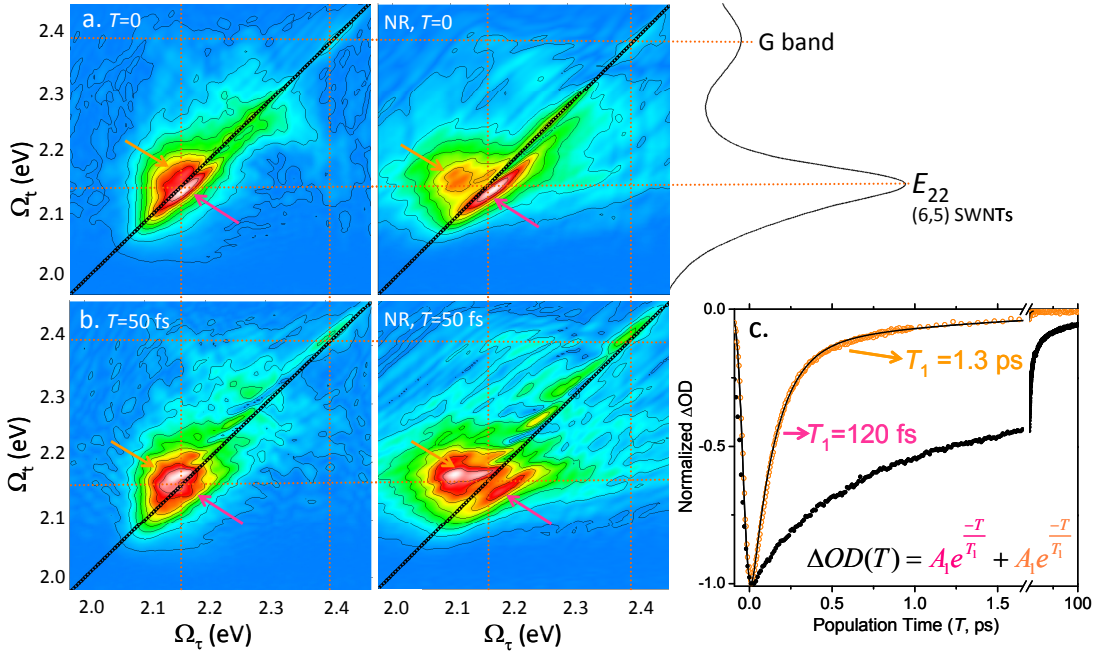 a. T=0
NR, T=0
2.4
2.3
2.2
2.1
2.0
Ωt (eV)
G band
E22
(6,5) SWNTs
b. T=50 fs
NR, T=50 fs
2.4
2.3
2.2
2.1
2.0
Ωt (eV)
2.0 2.1 2.2 2.3 2.4
2.0 2.1 2.2 2.3 2.4
Ωτ (eV)
Ωτ (eV)
c.
0.0
-0.5
-1.0
Normalized ΔOD
T1 =1.3 ps
T1=120 fs
ΔOD(T) = A1e^(-T/T1) + A1e^(-T/T1)
0.0 0.5 1.0 1.5 100
Population Time (T, ps)